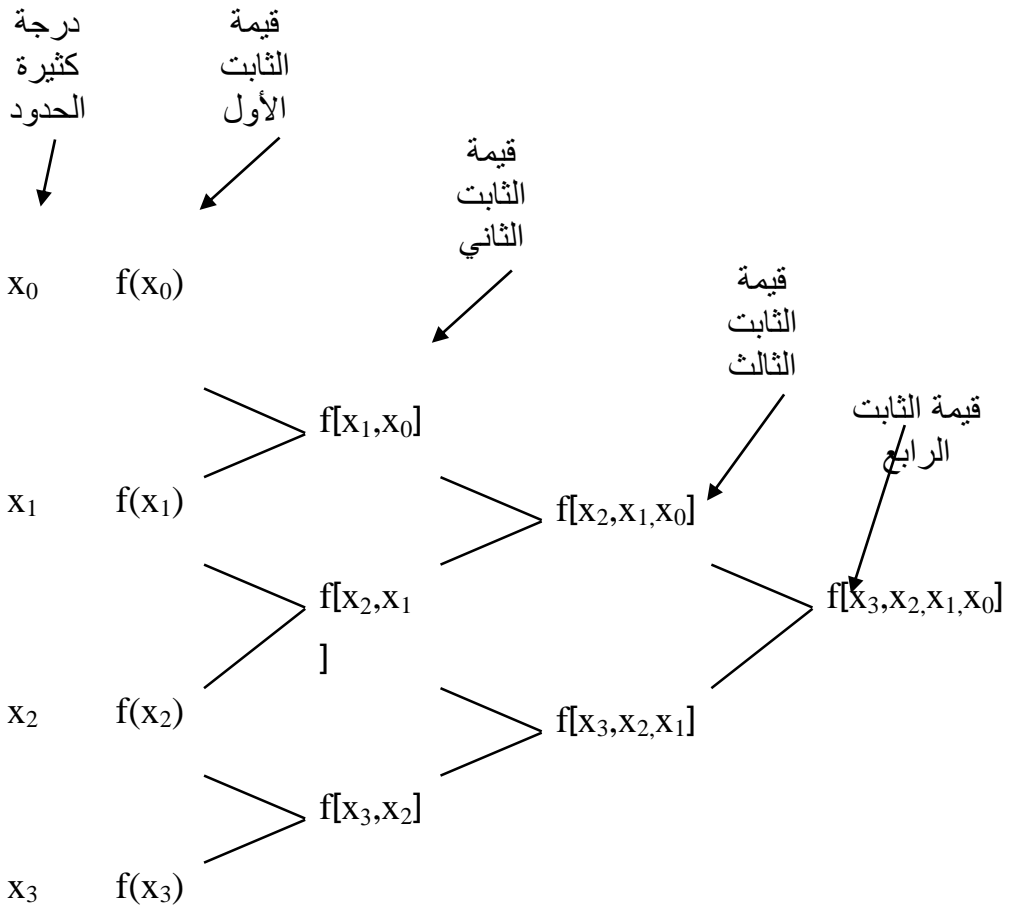 درجة
كثيرة
الحدود
قيمة
الثابت
الأول
قيمة
الثابت
الثاني
x₀ f(x₀)
قيمة
الثابت
الثالث
قيمة الثابت
الرابع
f[x₁,x₀]
x₁ f(x₁)
f[x₂,x₁,x₀]
f[x₂,x₁
]
f[x₃,x₂,x₁,x₀]
x₂ f(x₂)
f[x₃,x₂,x₁]
f[x₃,x₂]
x₃ f(x₃)